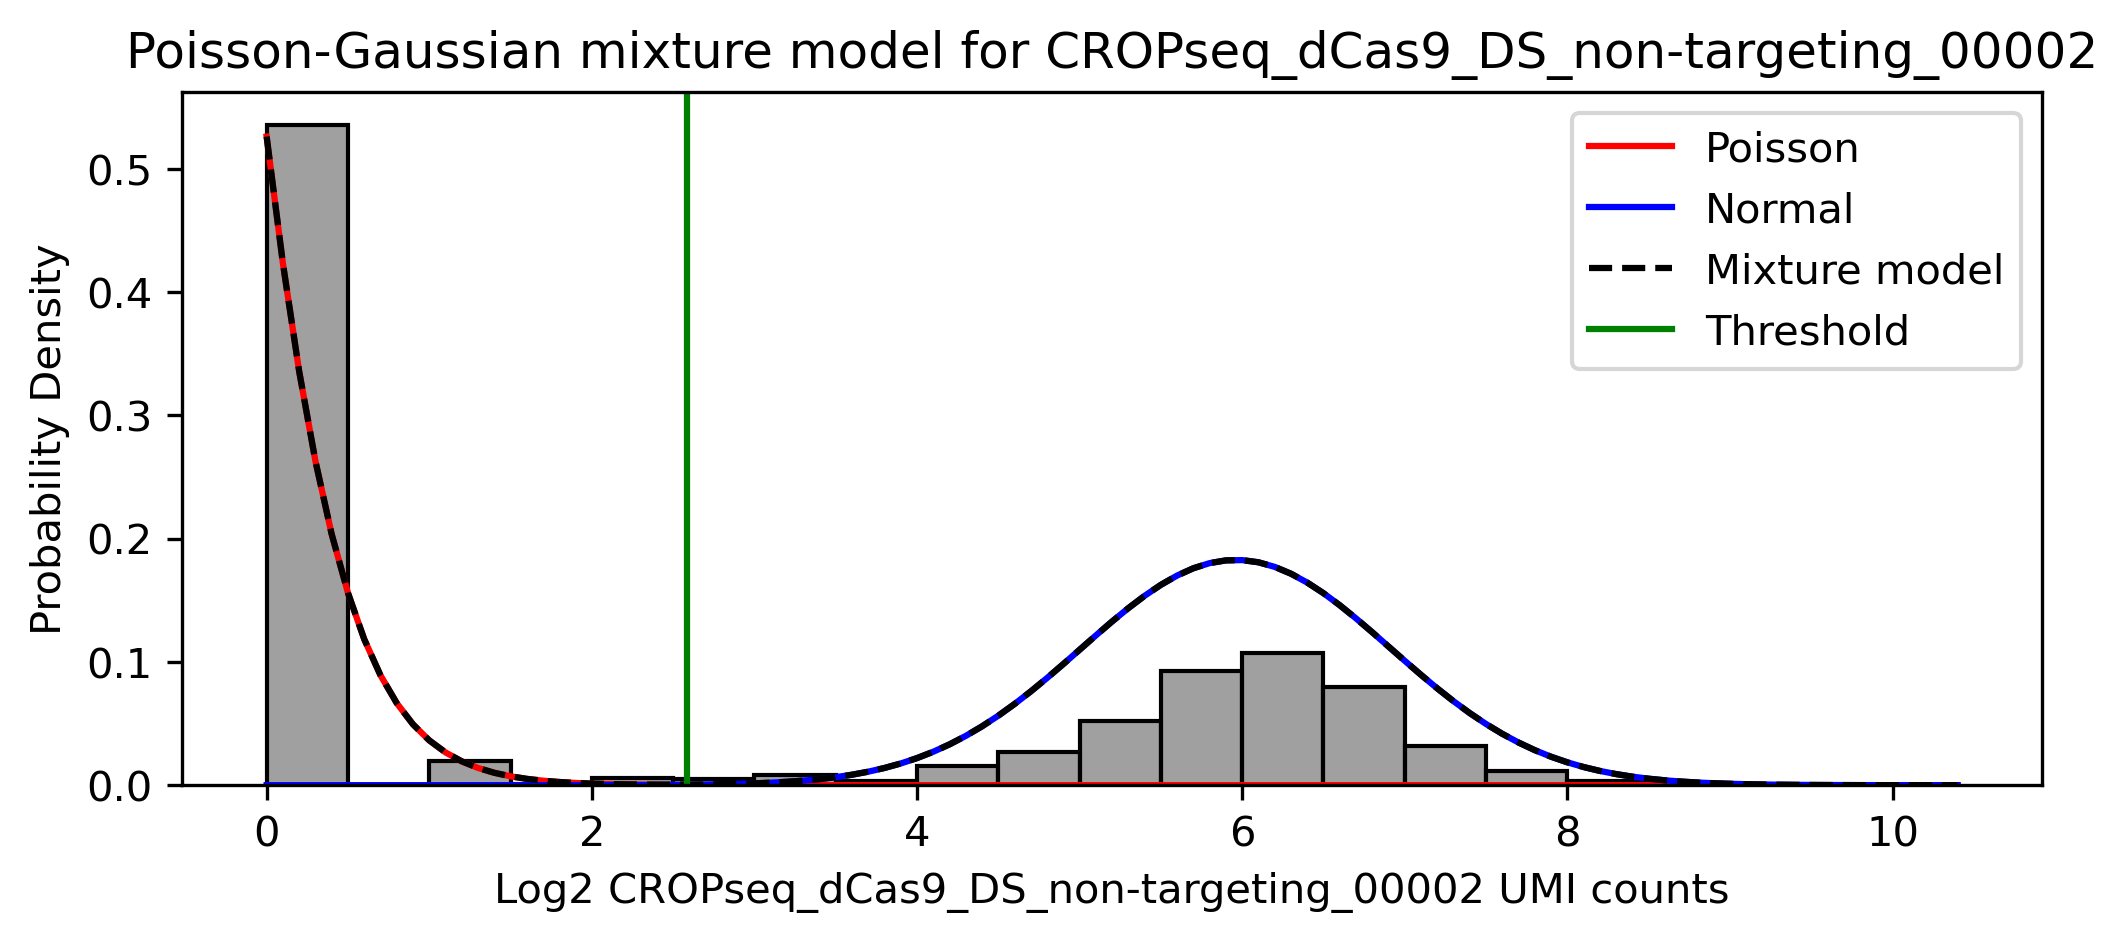 Poisson-Gaussian mixture model for CROPseq_dCas9_DS_non-targeting_00002
Probability Density
0.5
0.4
0.3
0.2
0.1
0.0
Poisson
Normal
Mixture model
Threshold
0 2 4 6 8 10
Log2 CROPseq_dCas9_DS_non-targeting_00002 UMI counts